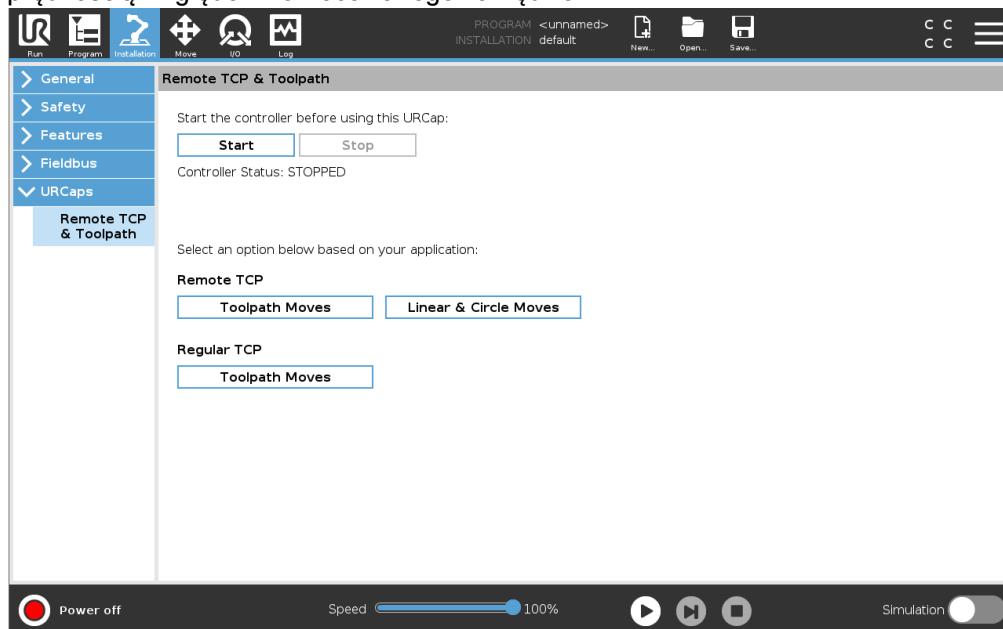 UR
Run
Program
Installation
Move
I/O
Log
PROGRAM <unnamed>
INSTALLATION default
New...
Open...
Save...
C C
C C
General
Safety
Features
Fieldbus
URCaps
Remote TCP
& Toolpath
Remote TCP & Toolpath
Start the controller before using this URCap:
Start
Stop
Controller Status: STOPPED
Select an option below based on your application:
Remote TCP
Toolpath Moves
Linear & Circle Moves
Regular TCP
Toolpath Moves
Power off
Speed
100%
Simulation